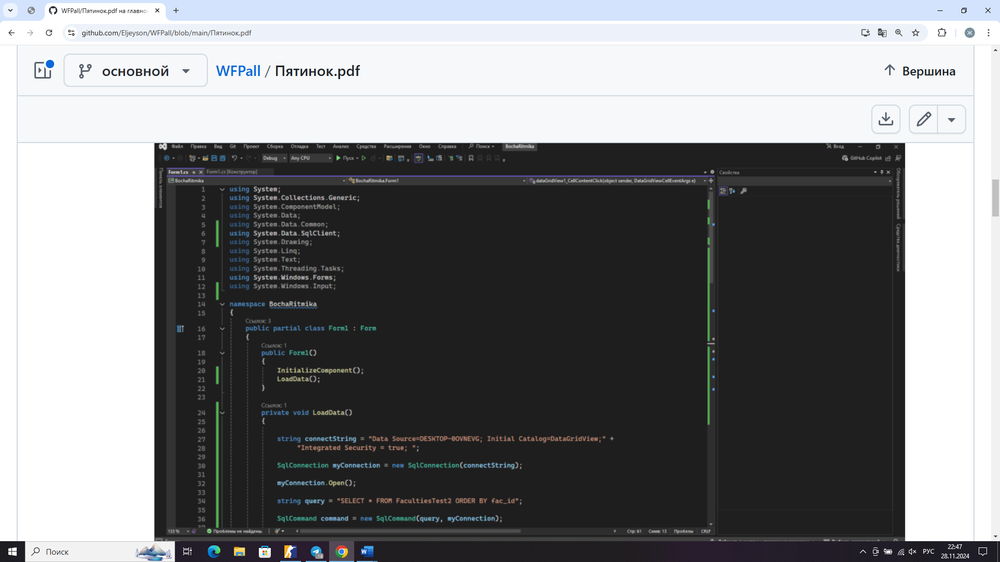 WFPall/Пятинок.pdf на главно
github.com/Eljeyson/WFPall/blob/main/Пятинок.pdf
Ж
основной
WFPall / Пятинок.pdf
Вершина
Файл Правка Вид Git Проект Сборка Отладка Тест Анализ Средства Расширения Окно Справка Поиск BochaRitmika Вход
Debug Any CPU Пуск GitHub Copilot
Панель элементов
Form1.cs Form1.cs [Конструктор]
Свойства
Обозреватель решений
Средства диагностики
BochaRitmika BochaRitmika.Form1 dataGridView1_CellContentClick(object sender, DataGridViewCellEventArgs e)
1 using System;
2 using System.Collections.Generic;
3 using System.ComponentModel;
4 using System.Data;
5 using System.Data.Common;
6 using System.Data.SqlClient;
7 using System.Drawing;
8 using System.Linq;
9 using System.Text;
10 using System.Threading.Tasks;
11 using System.Windows.Forms;
12 using System.Windows.Input;
13
14 namespace BochaRitmika
15 {
Ссылок: 3
16 public partial class Form1 : Form
17 {
Ссылок: 1
18 public Form1()
19 {
20 InitializeComponent();
21 LoadData();
22 }
23
Ссылок: 1
24 private void LoadData()
25 {
26
27 string connectString = "Data Source=DESKTOP-0OVNEVG; Initial Catalog=DataGridView;" +
28 "Integrated Security = true; ";
29
30 SqlConnection myConnection = new SqlConnection(connectString);
31
32 myConnection.Open();
33
34 string query = "SELECT * FROM FacultiesTest2 ORDER BY fac_id";
35
36 SqlCommand command = new SqlCommand(query, myConnection);
37
133 % Проблемы не найдены. Стр: 61 Симв: 13 Пробелы CRLF
Поиск
18
РУС
22:47
28.11.2024